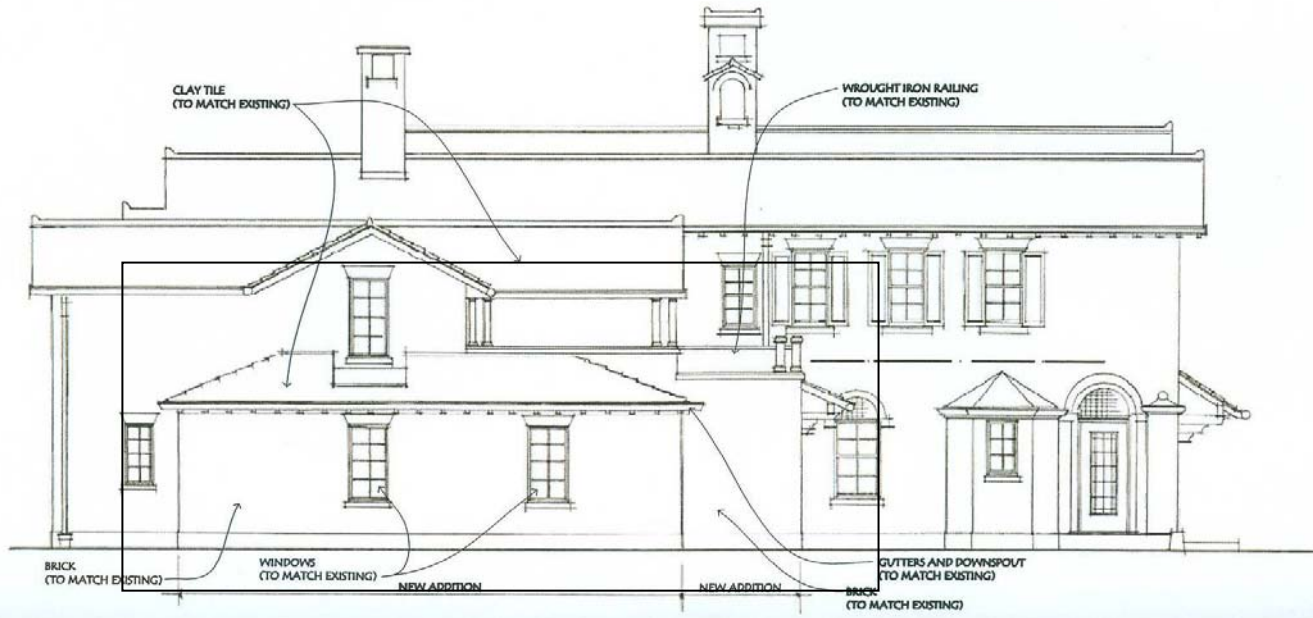 CLAY TILE
(TO MATCH EXISTING)
WROUGHT IRON RAILING
(TO MATCH EXISTING)
BRICK
(TO MATCH EXISTING)
WINDOWS
(TO MATCH EXISTING)
NEW ADDITION
NEW ADDITION
GUTTERS AND DOWNSPOUT
(TO MATCH EXISTING)
BRICK
(TO MATCH EXISTING)